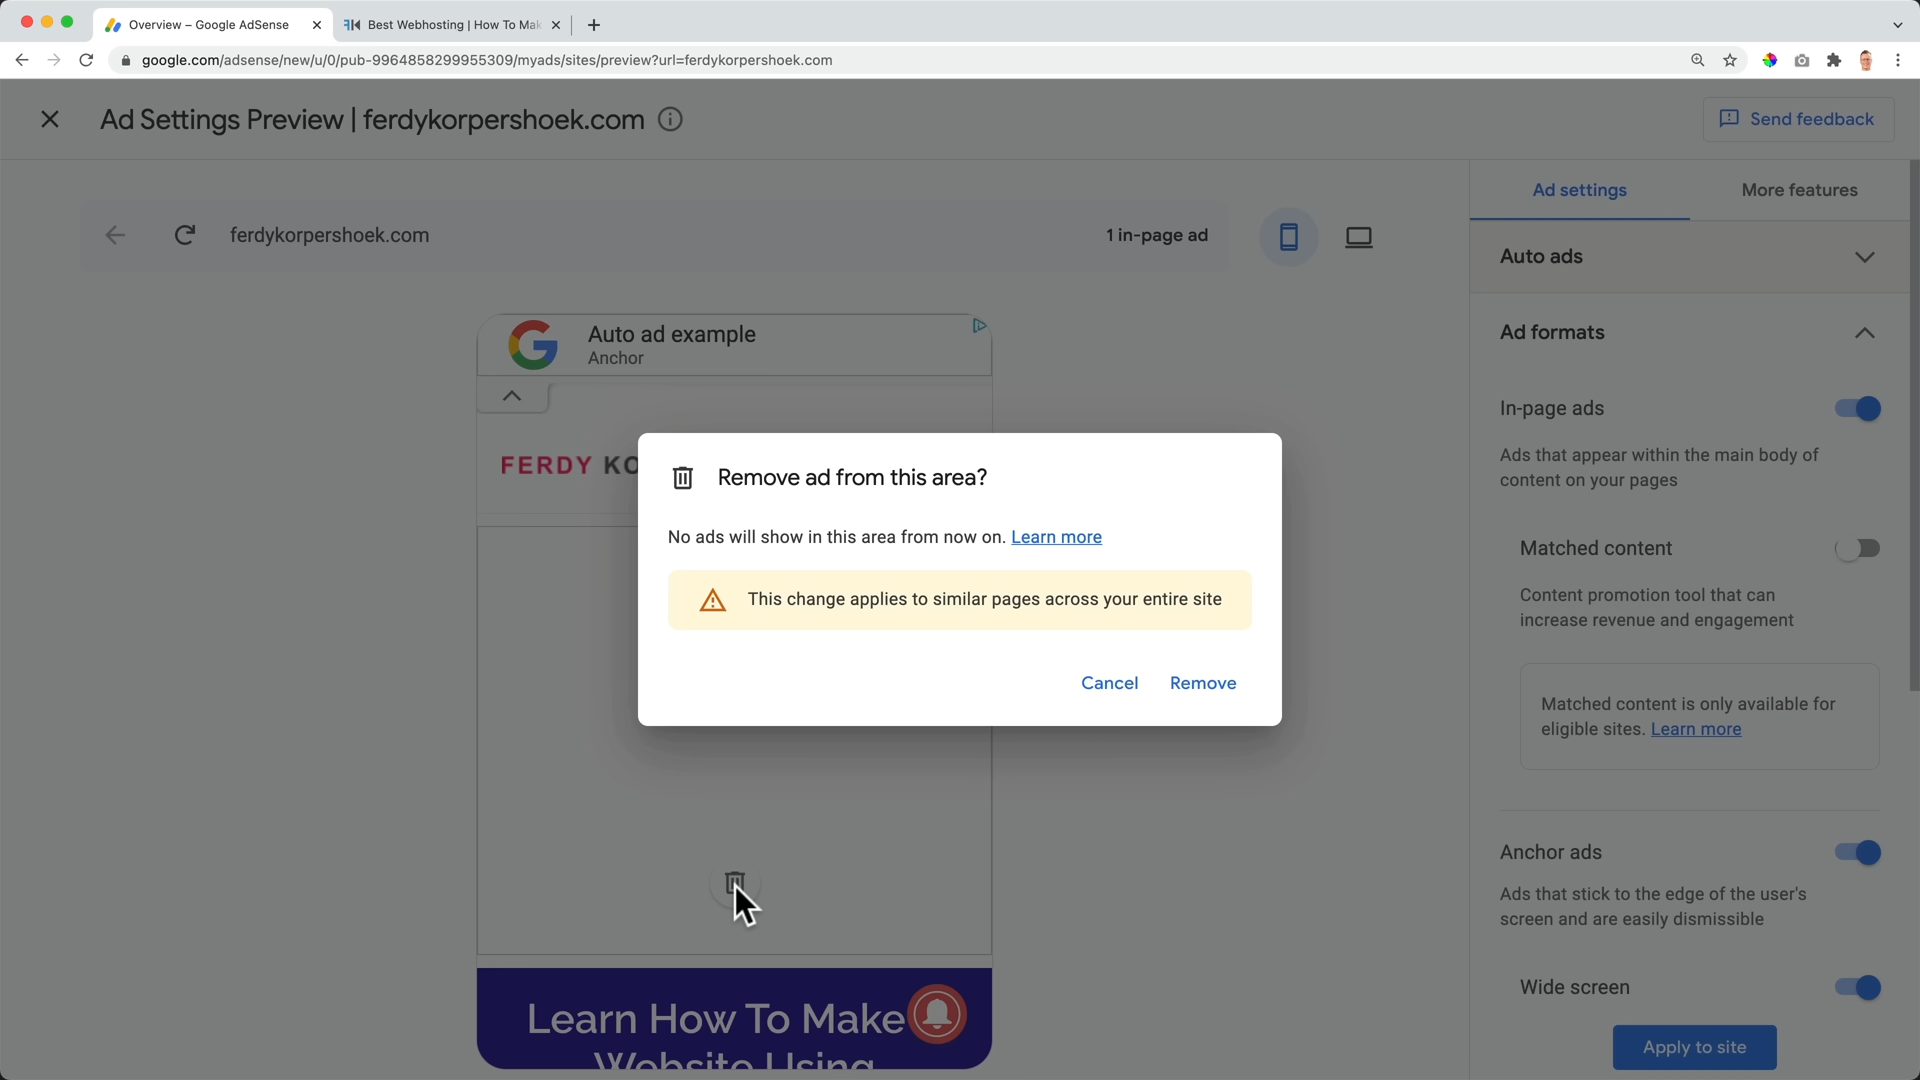 Overview – Google AdSense
Best Webhosting | How To Mak
google.com/adsense/new/u/0/pub-9964858299955309/myads/sites/preview?url=ferdykorpershoek.com
Ad Settings Preview | ferdykorpershoek.com
Send feedback
ferdykorpershoek.com
1 in-page ad
Ad settings
More features
Auto ads
Ad formats
In-page ads
Ads that appear within the main body of
content on your pages
Matched content
Content promotion tool that can
increase revenue and engagement
Matched content is only available for
eligible sites. Learn more
Anchor ads
Ads that stick to the edge of the user's
screen and are easily dismissible
Wide screen
Apply to site
Auto ad example
Anchor
FERDY KO
Remove ad from this area?
No ads will show in this area from now on. Learn more
This change applies to similar pages across your entire site
Cancel
Remove
Learn How To Make
Website Using